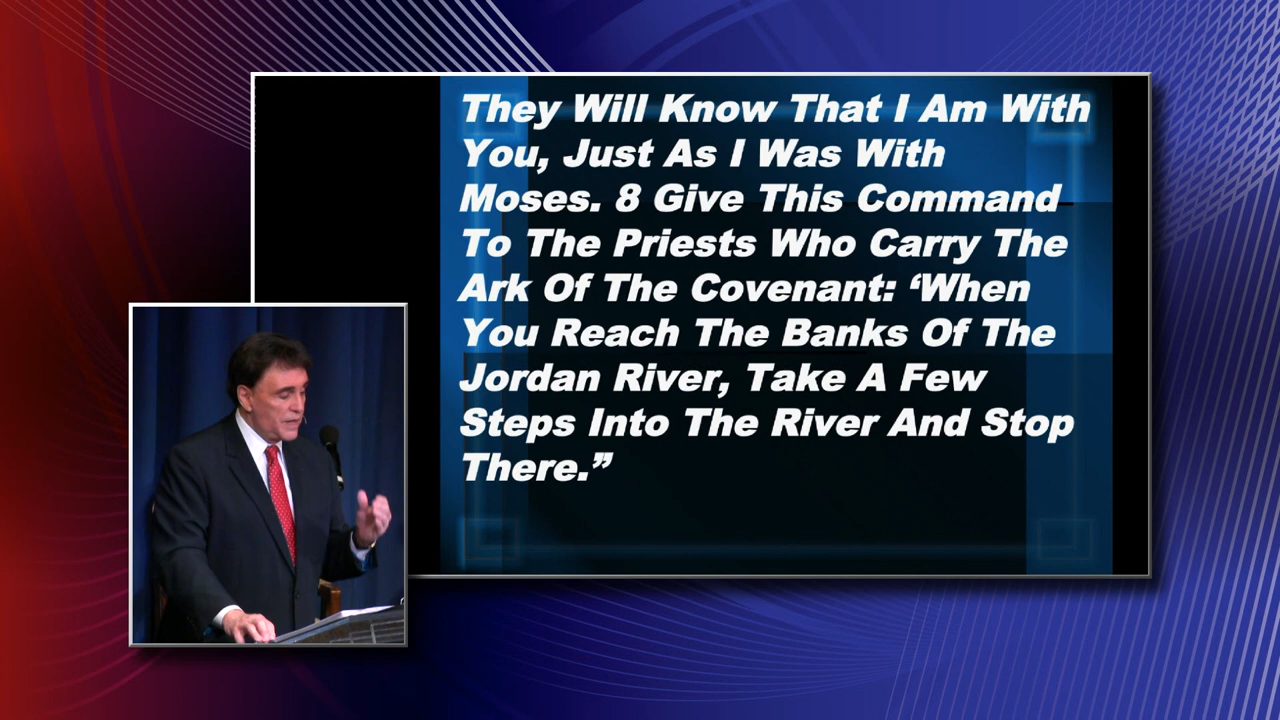 They Will Know That I Am With
You, Just As I Was With
Moses. 8 Give This Command
To The Priests Who Carry The
Ark Of The Covenant: ‘When
You Reach The Banks Of The
Jordan River, Take A Few
Steps Into The River And Stop
There.”